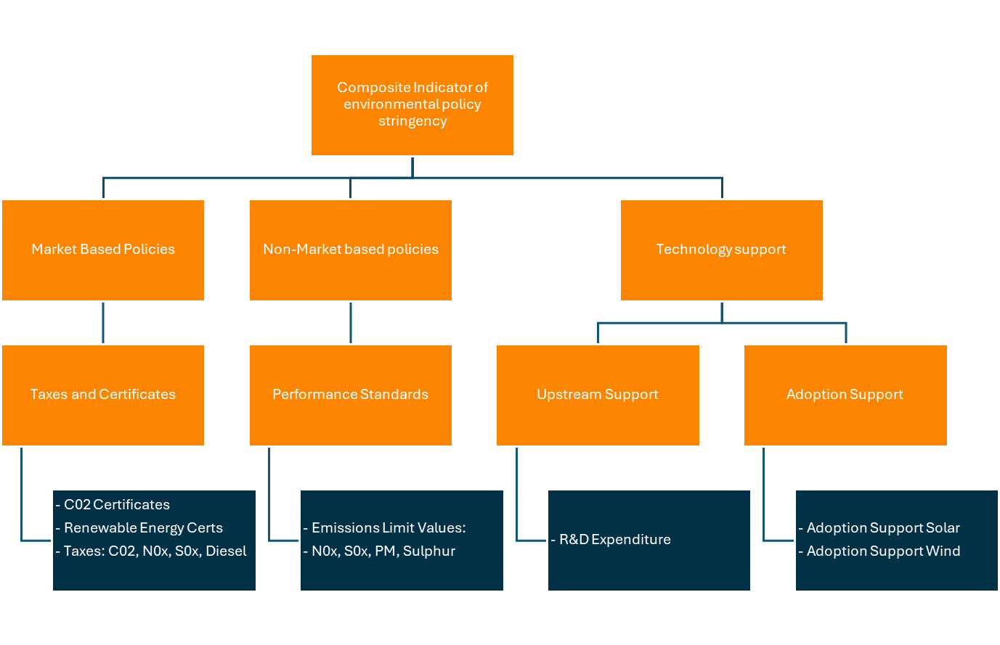 Composite Indicator of
environmental policy
stringency
Market Based Policies
Non-Market based policies
Technology support
Taxes and Certificates
Performance Standards
Upstream Support
Adoption Support
- C02 Certificates
- Renewable Energy Certs
- Taxes: C02, N0x, S0x, Diesel
- Emissions Limit Values:
- N0x, S0x, PM, Sulphur
- R&D Expenditure
- Adoption Support Solar
- Adoption Support Wind